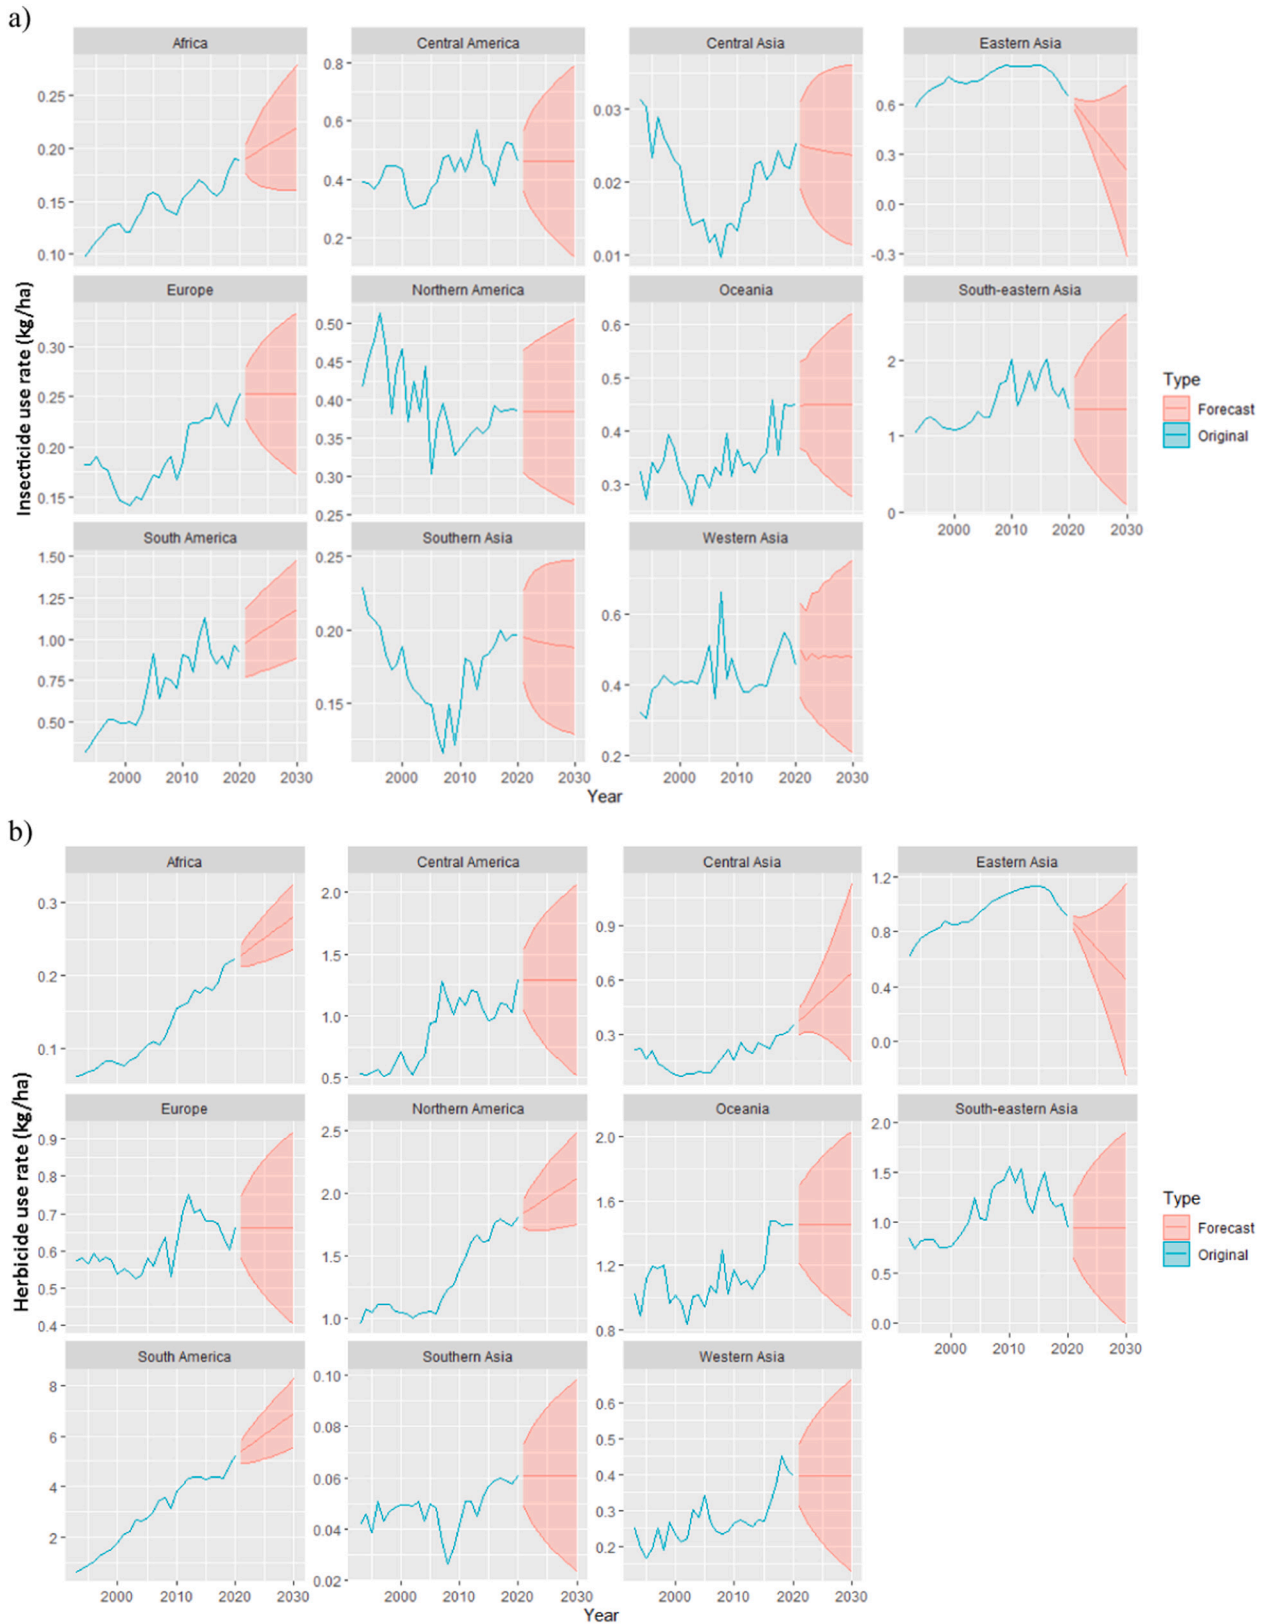 a)
Africa
Central America
Central Asia
Eastern Asia
0.25
0.20
0.15
0.10
0.8
0.6
0.4
0.2
0.03
0.02
0.01
0.6
0.3
0.0
-0.3
Insecticide use rate (kg/ha)
Europe
Northern America
Oceania
South-eastern Asia
0.30
0.25
0.20
0.15
0.50
0.45
0.40
0.35
0.30
0.25
0.6
0.5
0.4
0.3
2
1
0
2000 2010 2020 2030
Type
Forecast
Original
South America
Southern Asia
Western Asia
1.50
1.25
1.00
0.75
0.50
0.25
0.20
0.15
0.6
0.4
0.2
2000 2010 2020 2030
2000 2010 2020 2030
2000 2010 2020 2030
Year
b)
Africa
Central America
Central Asia
Eastern Asia
0.3
0.2
0.1
2.0
1.5
1.0
0.5
0.9
0.6
0.3
1.2
0.8
0.4
0.0
Herbicide use rate (kg/ha)
Europe
Northern America
Oceania
South-eastern Asia
0.9
0.8
0.7
0.6
0.5
0.4
2.5
2.0
1.5
1.0
2.0
1.6
1.2
0.8
2.0
1.5
1.0
0.5
0.0
2000 2010 2020 2030
Type
Forecast
Original
South America
Southern Asia
Western Asia
8
6
4
2
0.10
0.08
0.06
0.04
0.02
0.6
0.5
0.4
0.3
0.2
2000 2010 2020 2030
2000 2010 2020 2030
2000 2010 2020 2030
Year